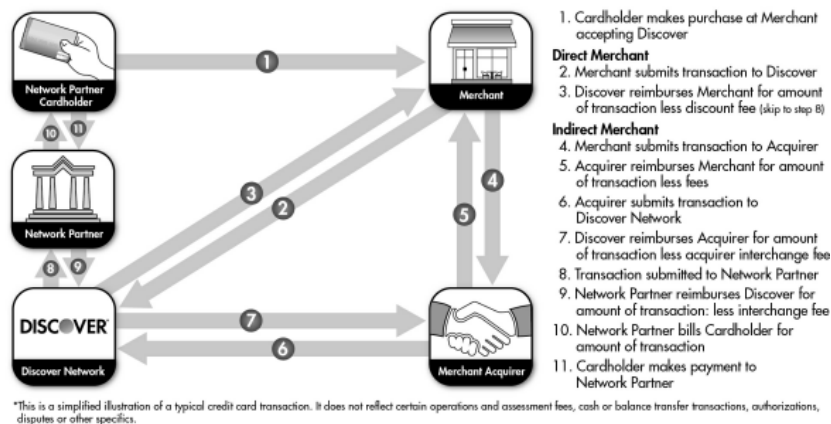 Network Partner
Cardholder
1
Merchant
10
11
Network Partner
3
2
5
4
8
9
DISCOVER
Discover Network
7
6
Merchant Acquirer
1. Cardholder makes purchase at Merchant
accepting Discover
Direct Merchant
2. Merchant submits transaction to Discover
3. Discover reimburses Merchant for amount
of transaction less discount fee (skip to step 8)
Indirect Merchant
4. Merchant submits transaction to Acquirer
5. Acquirer reimburses Merchant for amount
of transaction less fees
6. Acquirer submits transaction to
Discover Network
7. Discover reimburses Acquirer for amount
of transaction less acquirer interchange fee
8. Transaction submitted to Network Partner
9. Network Partner reimburses Discover for
amount of transaction: less interchange fee
10. Network Partner bills Cardholder for
amount of transaction
11. Cardholder makes payment to
Network Partner
*This is a simplified illustration of a typical credit card transaction. It does not reflect certain operations and assessment fees, cash or balance transfer transactions, authorizations,
disputes or other specifics.